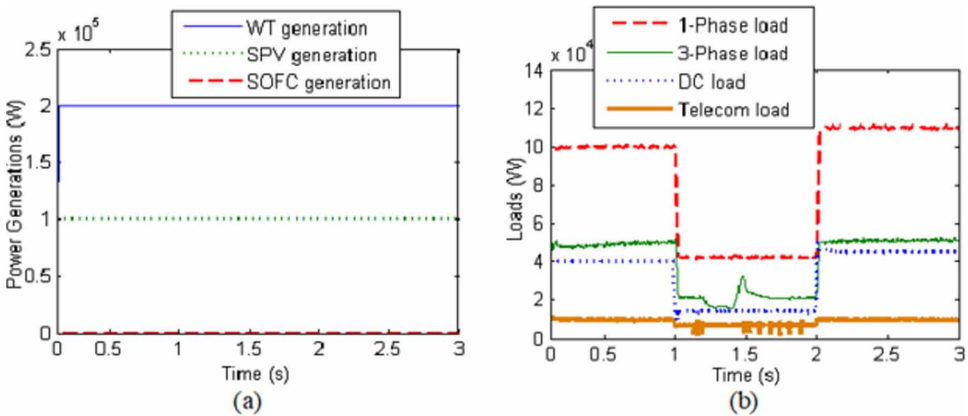 x 10^5
WT generation
SPV generation
SOFC generation
Power Generations (W)
2.5
2
1.5
1
0.5
0
0 0.5 1 1.5 2 2.5 3
Time (s)
(a)
x 10^4
1-Phase load
3-Phase load
DC load
Telecom load
Loads (W)
14
12
10
8
6
4
2
0
0 0.5 1 1.5 2 2.5 3
Time (s)
(b)